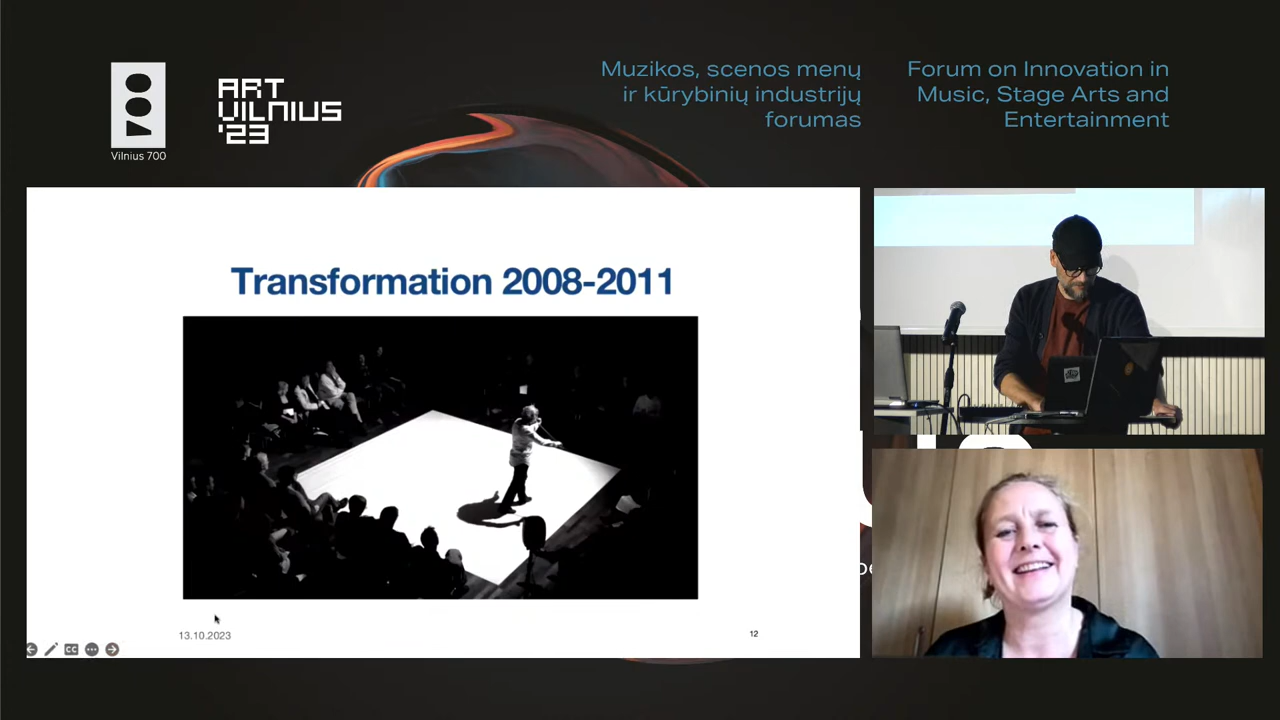 Vilnius 700
ART
VILNIUS
'23
Muzikos, scenos menų
ir kūrybinių industrijų
forumas
Forum on Innovation in
Music, Stage Arts and
Entertainment
Transformation 2008-2011
13.10.2023
12
CC